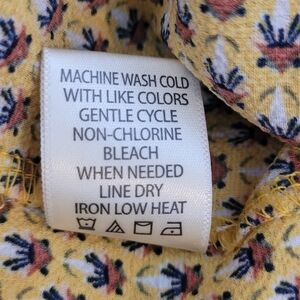 MACHINE WASH COLD
WITH LIKE COLORS
GENTLE CYCLE
NON-CHLORINE
BLEACH
WHEN NEEDED
LINE DRY
IRON LOW HEAT